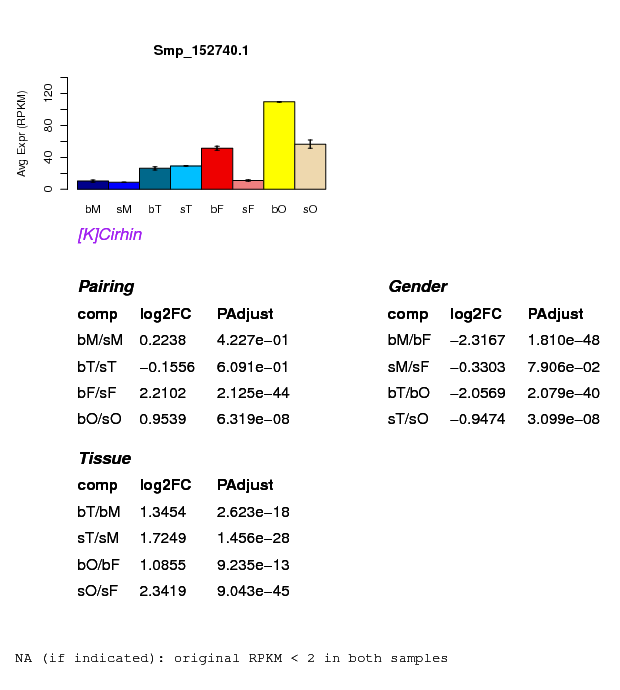 Smp_152740.1
Avg Expr (RPKM)
0 40 80 120
bM sM bT sT bF sF bO sO
[K]Cirhin
Pairing
comp log2FC PAdjust
bM/sM 0.2238 4.227e−01
bT/sT −0.1556 6.091e−01
bF/sF 2.2102 2.125e−44
bO/sO 0.9539 6.319e−08
Gender
comp log2FC PAdjust
bM/bF −2.3167 1.810e−48
sM/sF −0.3303 7.906e−02
bT/bO −2.0569 2.079e−40
sT/sO −0.9474 3.099e−08
Tissue
comp log2FC PAdjust
bT/bM 1.3454 2.623e−18
sT/sM 1.7249 1.456e−28
bO/bF 1.0855 9.235e−13
sO/sF 2.3419 9.043e−45
NA (if indicated): original RPKM < 2 in both samples